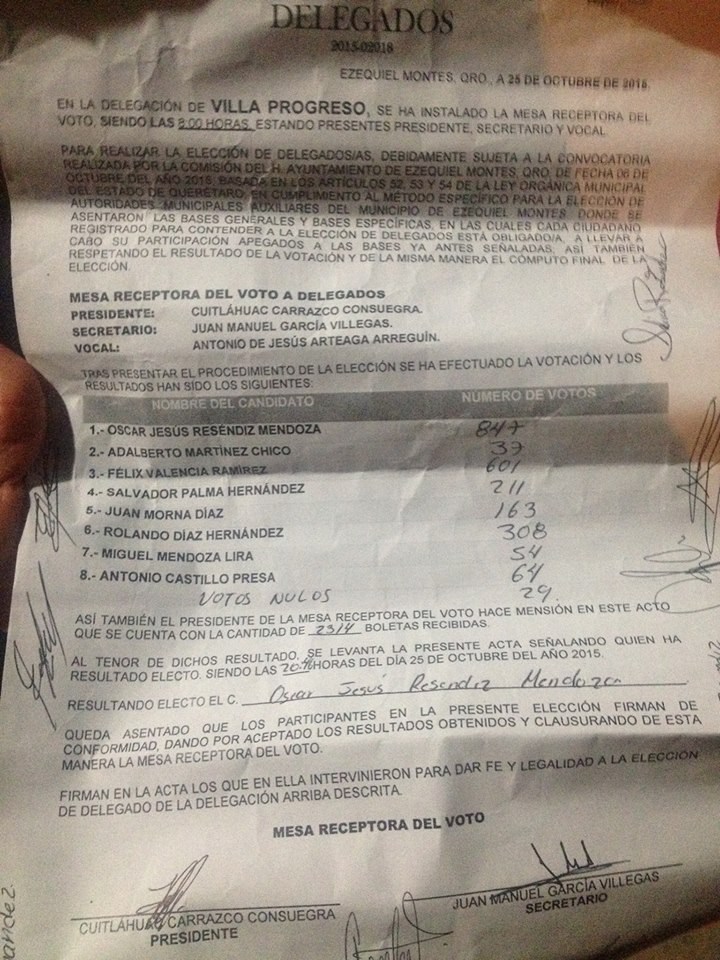 DELEGADOS
2015-02018
EZEQUIEL MONTES, QRO., A 25 DE OCTUBRE DE 2015.
EN LA DELEGACIÓN DE VILLA PROGRESO, SE HA INSTALADO LA MESA RECEPTORA DEL
VOTO, SIENDO LAS 8:00 HORAS, ESTANDO PRESENTES PRESIDENTE, SECRETARIO Y VOCAL
PARA REALIZAR LA ELECCIÓN DE DELEGADOS/AS, DEBIDAMENTE SUJETA A LA CONVOCATORIA
REALIZADA POR LA COMISIÓN DEL H. AYUNTAMIENTO DE EZEQUIEL MONTES, QRO. DE FECHA 06 DE
OCTUBRE DEL AÑO 2015, BASADA EN LOS ARTÍCULOS 52, 53 Y 54 DE LA LEY ORGÁNICA MUNICIPAL
DEL ESTADO DE QUERÉTARO, EN CUMPLIMIENTO AL MÉTODO ESPECÍFICO PARA LA ELECCIÓN DE
AUTORIDADES MUNICIPALES AUXILIARES DEL MUNICIPIO DE EZEQUIEL MONTES, DONDE SE
ASENTARON LAS BASES GENERALES Y BASES ESPECÍFICAS, EN LAS CUALES CADA CIUDADANO
REGISTRADO PARA CONTENDER A LA ELECCIÓN DE DELEGADOS ESTÁ OBLIGADO/A, A LLEVAR A
CABO SU PARTICIPACIÓN APEGADOS A LAS BASES YA ANTES SEÑALADAS, ASÍ TAMBIÉN
RESPETANDO EL RESULTADO DE LA VOTACIÓN Y DE LA MISMA MANERA EL CÓMPUTO FINAL DE LA
ELECCIÓN.
MESA RECEPTORA DEL VOTO A DELEGADOS
PRESIDENTE: CUITLÁHUAC CARRAZCO CONSUEGRA.
SECRETARIO: JUAN MANUEL GARCÍA VILLEGAS.
VOCAL: ANTONIO DE JESÚS ARTEAGA ARREGUÍN.
TRAS PRESENTAR EL PROCEDIMIENTO DE LA ELECCIÓN SE HA EFECTUADO LA VOTACIÓN Y LOS
RESULTADOS HAN SIDO LOS SIGUIENTES:
NOMBRE DEL CANDIDATO NÚMERO DE VOTOS
1.- OSCAR JESÚS RESÉNDIZ MENDOZA 847
2.- ADALBERTO MARTÍNEZ CHICO 37
3.- FÉLIX VALENCIA RAMÍREZ 601
4.- SALVADOR PALMA HERNÁNDEZ 211
5.- JUAN MORNA DÍAZ 163
6.- ROLANDO DÍAZ HERNÁNDEZ 308
7.- MIGUEL MENDOZA LIRA 54
8.- ANTONIO CASTILLO PRESA 64
VOTOS NULOS 29
ASÍ TAMBIÉN EL PRESIDENTE DE LA MESA RECEPTORA DEL VOTO HACE MENSIÓN EN ESTE ACTO
QUE SE CUENTA CON LA CANTIDAD DE 2314 BOLETAS RECIBIDAS.
AL TENOR DE DICHOS RESULTADO, SE LEVANTA LA PRESENTE ACTA SEÑALANDO QUIEN HA
RESULTADO ELECTO. SIENDO LAS HORAS DEL DÍA 25 DE OCTUBRE DEL AÑO 2015.
RESULTANDO ELECTO EL C. Oscar Jesús Resendiz Mendoza
QUEDA ASENTADO QUE LOS PARTICIPANTES EN LA PRESENTE ELECCIÓN FIRMAN DE
CONFORMIDAD, DANDO POR ACEPTADO LOS RESULTADOS OBTENIDOS Y CLAUSURANDO DE ESTA
MANERA LA MESA RECEPTORA DEL VOTO.
FIRMAN EN LA ACTA LOS QUE EN ELLA INTERVINIERON PARA DAR FE Y LEGALIDAD A LA ELECCIÓN
DE DELEGADO DE LA DELEGACIÓN ARRIBA DESCRITA.
MESA RECEPTORA DEL VOTO
CUITLÁHUAC CARRAZCO CONSUEGRA
PRESIDENTE
JUAN MANUEL GARCÍA VILLEGAS
SECRETARIO